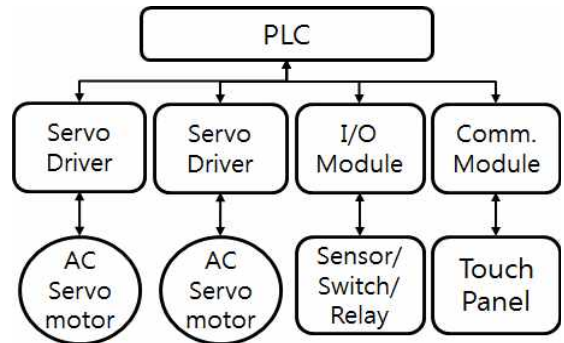 PLC
Servo
Driver
Servo
Driver
I/O
Module
Comm.
Module
AC
Servo
motor
AC
Servo
motor
Sensor/
Switch/
Relay
Touch
Panel